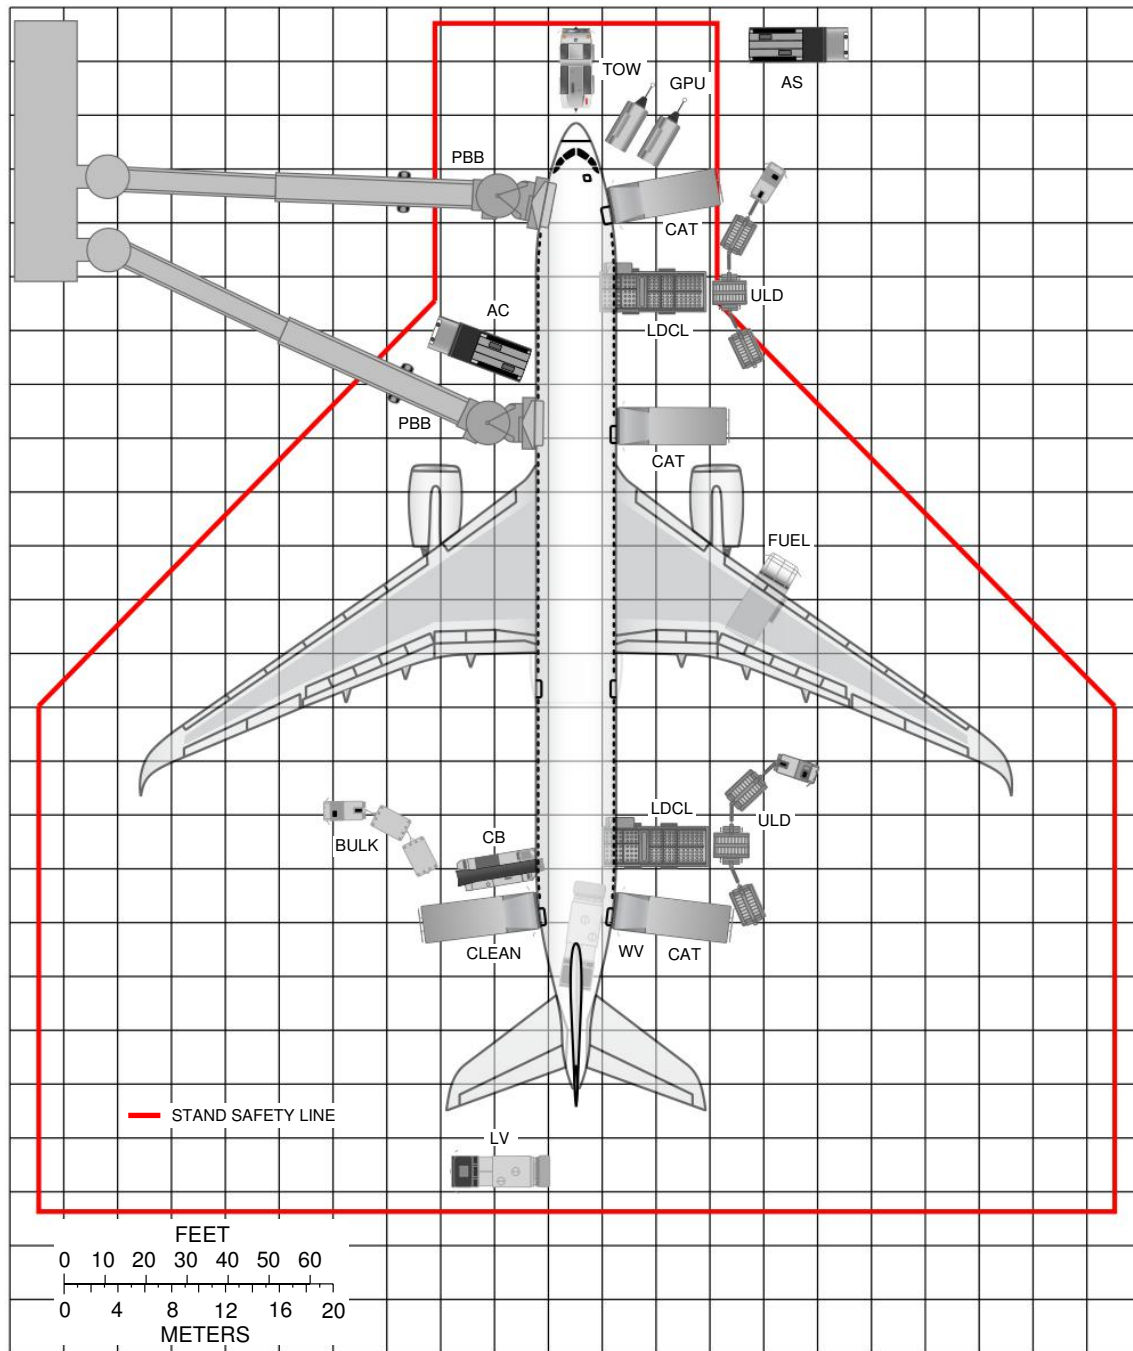 TOW
GPU
AS
PBB
CAT
ULD
AC
LDCL
PBB
CAT
FUEL
LDCL
ULD
BULK
CB
CLEAN
WV
CAT
STAND SAFETY LINE
LV
FEET
0 10 20 30 40 50 60
0 4 8 12 16 20
METERS